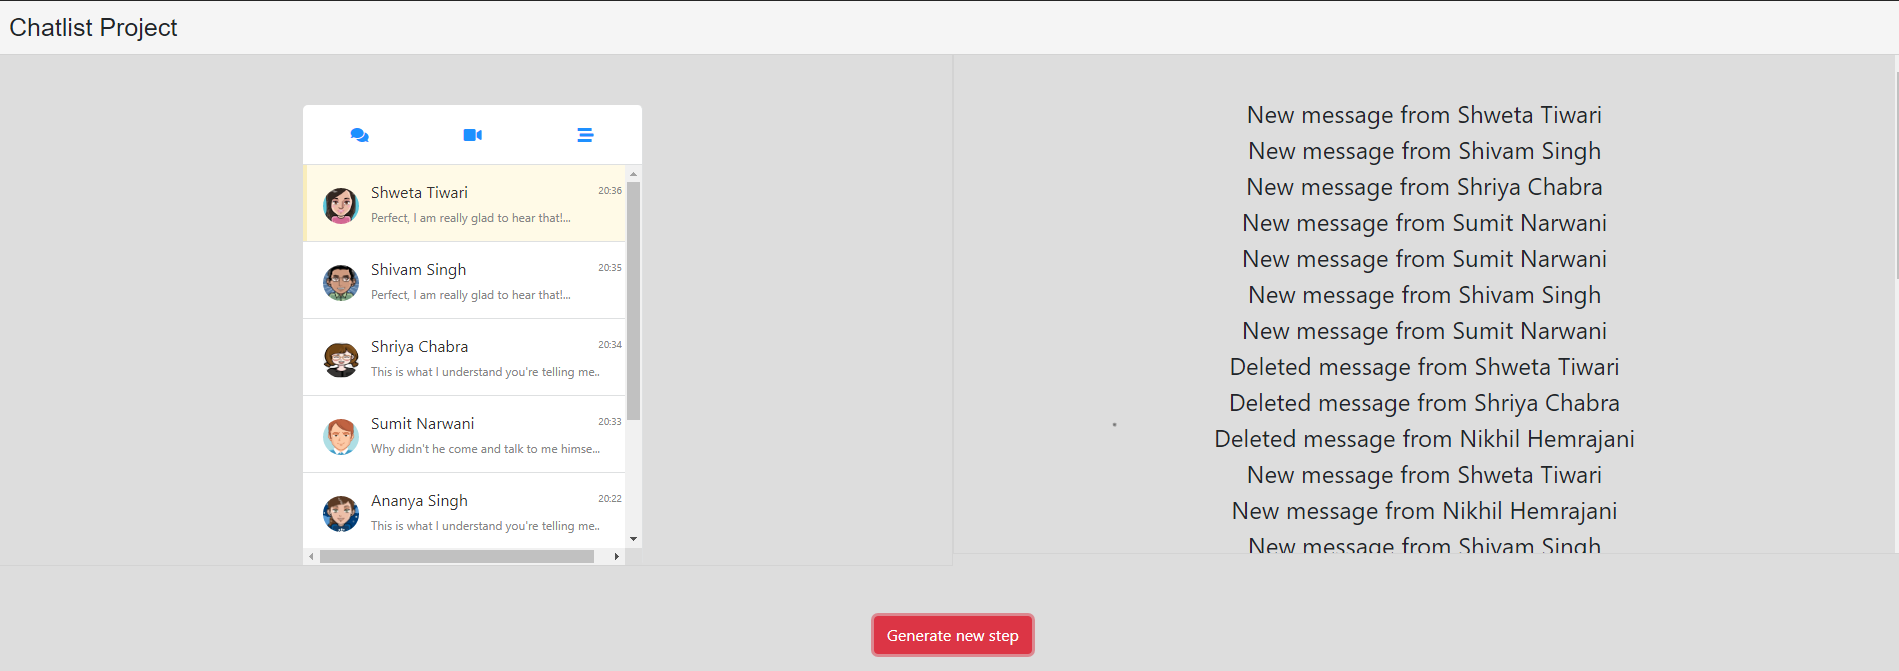 Chatlist Project
Shweta Tiwari 20:36
Perfect, I am really glad to hear that!...
Shivam Singh 20:35
Perfect, I am really glad to hear that!...
Shriya Chabra 20:34
This is what I understand you're telling me..
Sumit Narwani 20:33
Why didn't he come and talk to me himse...
Ananya Singh 20:22
This is what I understand you're telling me..
New message from Shweta Tiwari
New message from Shivam Singh
New message from Shriya Chabra
New message from Sumit Narwani
New message from Sumit Narwani
New message from Shivam Singh
New message from Sumit Narwani
Deleted message from Shweta Tiwari
Deleted message from Shriya Chabra
Deleted message from Nikhil Hemrajani
New message from Shweta Tiwari
New message from Nikhil Hemrajani
New message from Shivam Singh
Generate new step